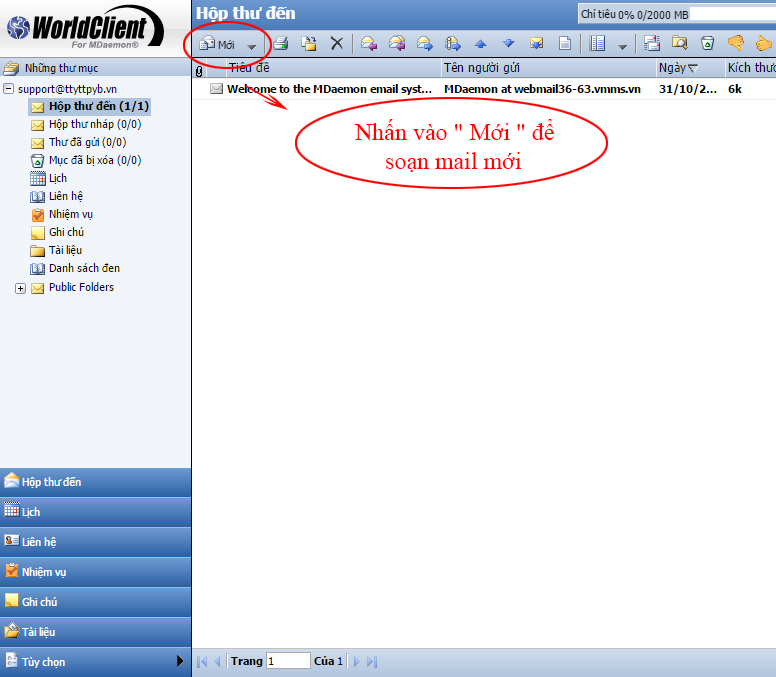 WorldClient
For MDaemon®
Hộp thư đến
Chỉ tiêu 0% 0/2000 MB
Mới
Những thư mục
Tiêu đề
Tên người gửi
Ngày
Kích thướ
support@ttyttpyb.vn
Welcome to the MDaemon email syst...
MDaemon at webmail36-63.vmms.vn
31/10/2...
6k
Hộp thư đến (1/1)
Hộp thư nháp (0/0)
Thư đã gửi (0/0)
Mục đã bị xóa (0/0)
Lịch
Liên hệ
Nhiệm vụ
Ghi chú
Tài liệu
Danh sách đen
Public Folders
Nhấn vào " Mới " để
soạn mail mới
Hộp thư đến
Lịch
Liên hệ
Nhiệm vụ
Ghi chú
Tài liệu
Tùy chọn
Trang 1 Của 1